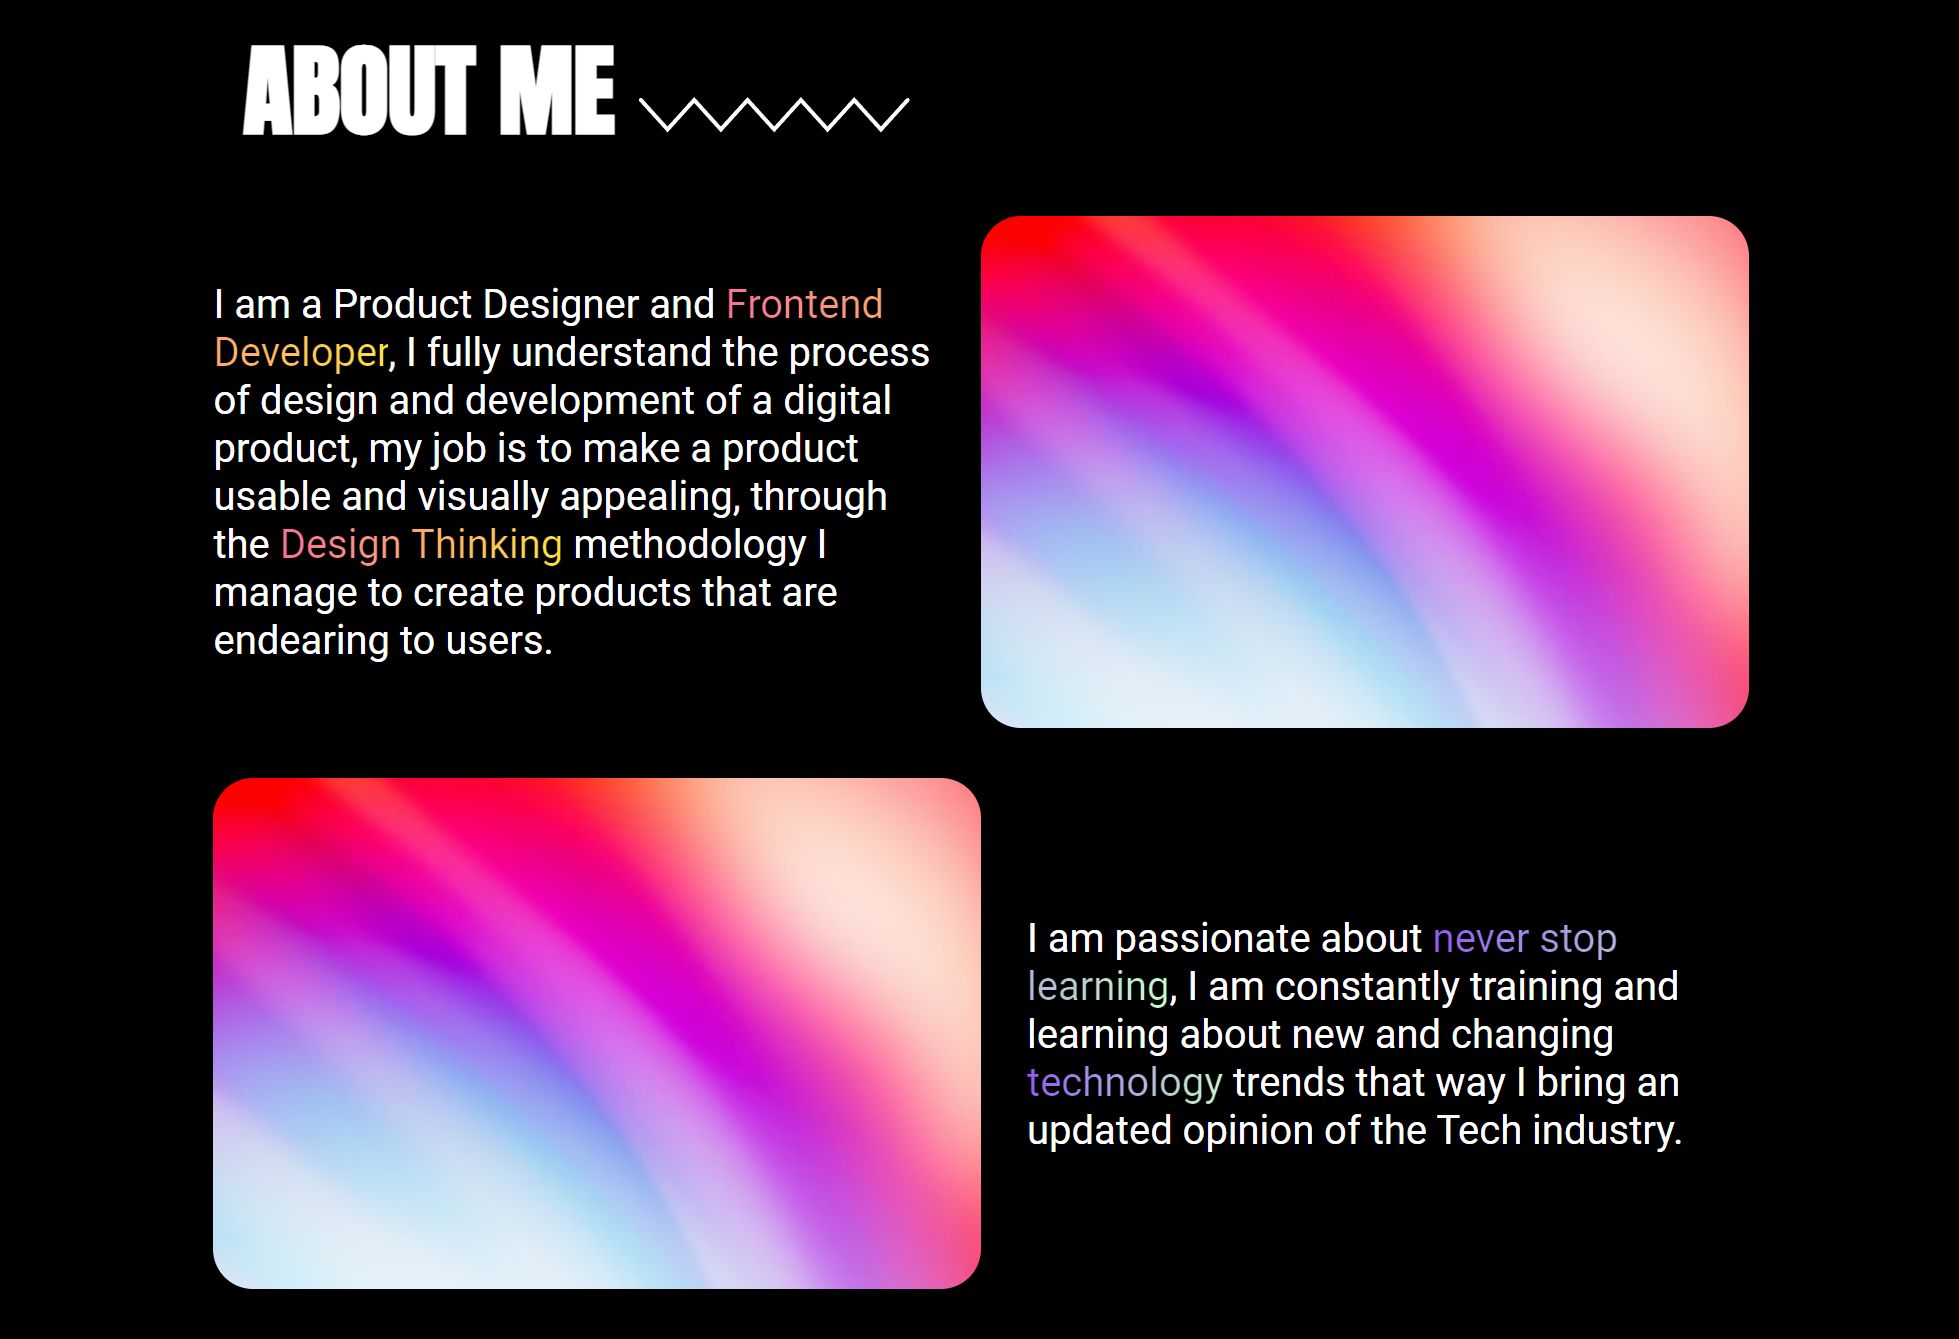 ABOUT ME
I am a Product Designer and Frontend
Developer, I fully understand the process
of design and development of a digital
product, my job is to make a product
usable and visually appealing, through
the Design Thinking methodology I
manage to create products that are
endearing to users.
I am passionate about never stop
learning, I am constantly training and
learning about new and changing
technology trends that way I bring an
updated opinion of the Tech industry.